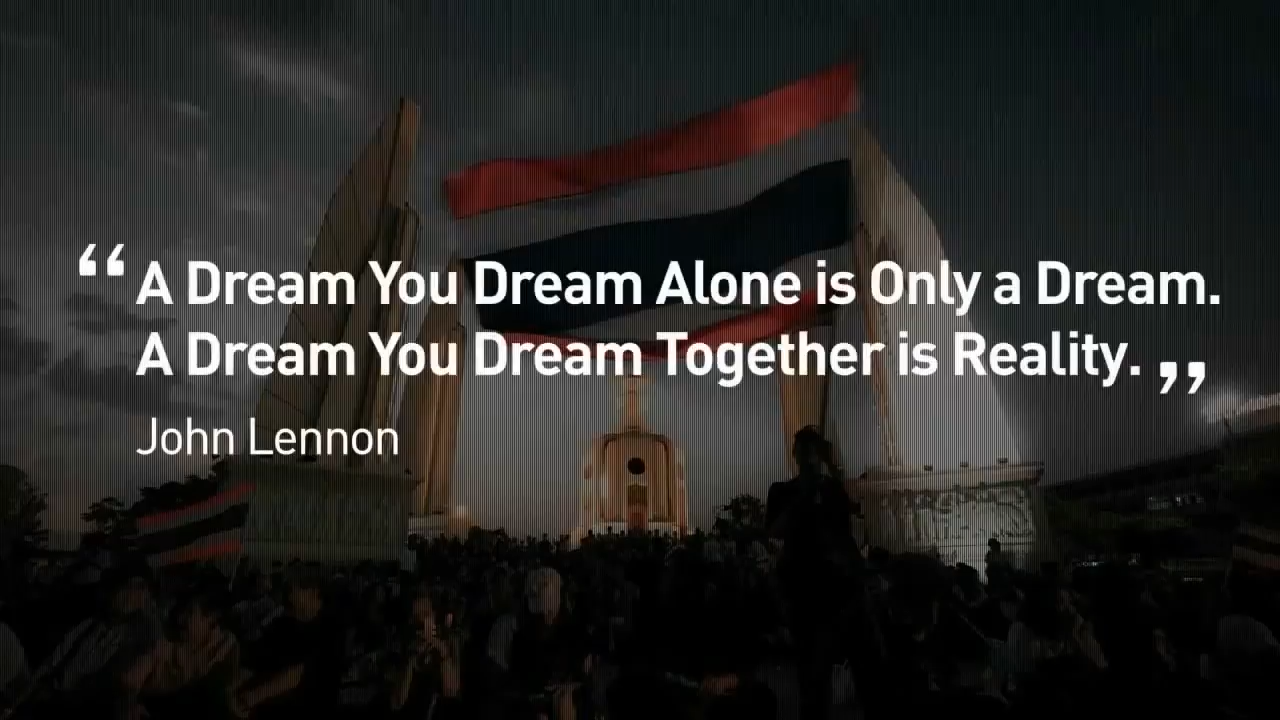 “A Dream You Dream Alone is Only a Dream.
A Dream You Dream Together is Reality.”
John Lennon